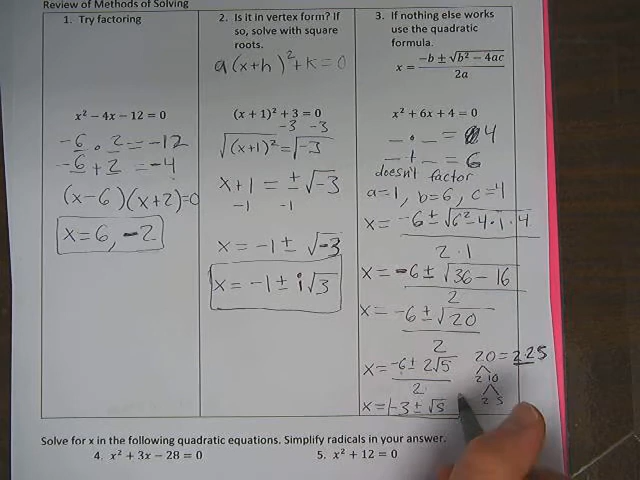 Review of Methods of Solving
1. Try factoring
x² − 4x − 12 = 0
-6 · 2 = -12
-6 + 2 = -4
(x-6)(x+2)=0
x = 6, -2
2. Is it in vertex form? If
so, solve with square
roots.
a(x+h)²+k=0
(x + 1)² + 3 = 0
-3 -3
√(x+1)² = √-3
x+1 = ±√-3
-1 -1
x = -1 ± √-3
x = -1 ± i√3
3. If nothing else works
use the quadratic
formula.
x = (−b ± √(b² − 4ac))/2a
x² + 6x + 4 = 0
_ · _ = 4
_ + _ = 6
doesn't factor
a=1, b=6, c=4
x = (-6 ± √(6²-4·1·4))/(2·1)
x = (-6 ± √(36-16))/2
x = (-6 ± √20)/2
x = (-6 ± 2√5)/2
20 = 2·2·5
2 10
2 5
x = -3 ± √5
Solve for x in the following quadratic equations. Simplify radicals in your answer.
4. x² + 3x − 28 = 0
5. x² + 12 = 0